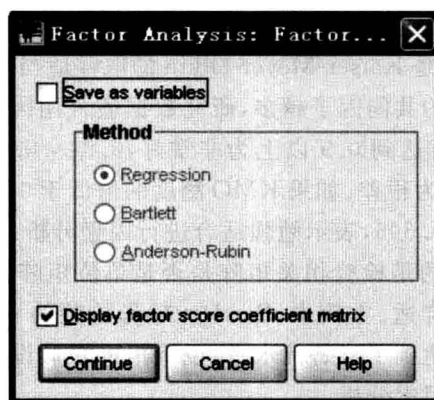 Factor Analysis: Factor...
Save as variables
Method
Regression
Bartlett
Anderson-Rubin
Display factor score coefficient matrix
Continue Cancel Help